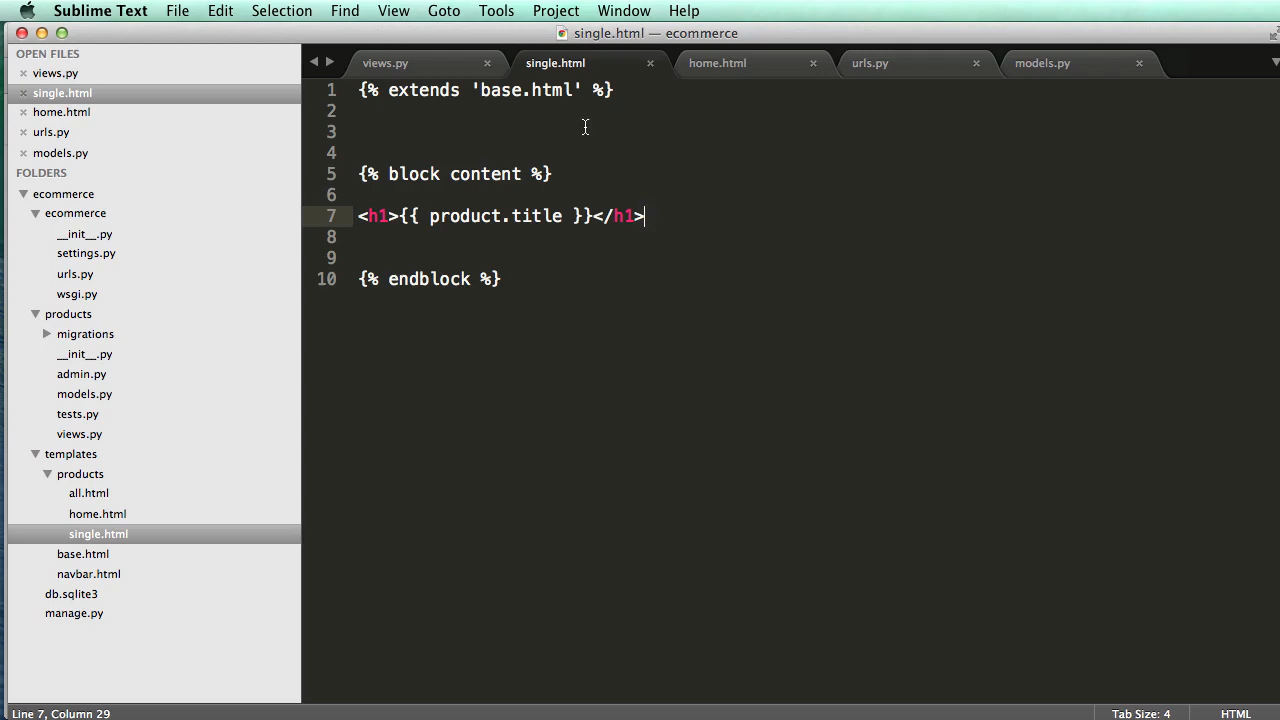 Sublime Text File Edit Selection Find View Goto Tools Project Window Help
single.html — ecommerce
OPEN FILES
views.py
single.html
home.html
urls.py
models.py
FOLDERS
ecommerce
ecommerce
__init__.py
settings.py
urls.py
wsgi.py
products
migrations
__init__.py
admin.py
models.py
tests.py
views.py
templates
products
all.html
home.html
single.html
base.html
navbar.html
db.sqlite3
manage.py
views.py single.html home.html urls.py models.py
1 {% extends 'base.html' %}
2
3
4
5 {% block content %}
6
7 <h1>{{ product.title }}</h1>
8
9
10 {% endblock %}
Line 7, Column 29 Tab Size: 4 HTML